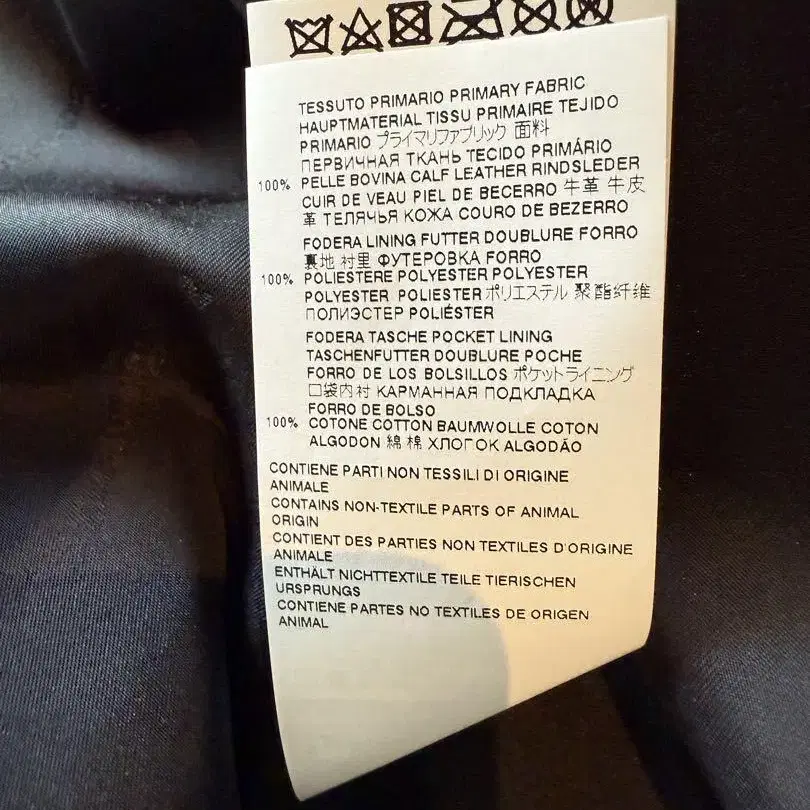 TESSUTO PRIMARIO PRIMARY FABRIC
HAUPTMATERIAL TISSU PRIMAIRE TEJIDO
PRIMARIO プライマリファブリック 面料
ПЕРВИЧНАЯ ТКАНЬ TECIDO PRIMÁRIO
100% PELLE BOVINA CALF LEATHER RINDSLEDER
CUIR DE VEAU PIEL DE BECERRO 牛革 牛皮
革 ТЕЛЯЧЬЯ КОЖА COURO DE BEZERRO
FODERA LINING FUTTER DOUBLURE FORRO
裏地 衬里 ФУТЕРОВКА FORRO
100% POLIESTERE POLYESTER POLYESTER
POLYESTER POLIESTER ポリエステル 聚酯纤维
ПОЛИЭСТЕР POLIÉSTER
FODERA TASCHE POCKET LINING
TASCHENFUTTER DOUBLURE POCHE
FORRO DE LOS BOLSILLOS ポケットライニング
口袋内衬 КАРМАННАЯ ПОДКЛАДКА
FORRO DE BOLSO
100% COTONE COTTON BAUMWOLLE COTON
ALGODON 綿 棉 ХЛОГОК ALGODÃO
CONTIENE PARTI NON TESSILI DI ORIGINE
ANIMALE
CONTAINS NON-TEXTILE PARTS OF ANIMAL
ORIGIN
CONTIENT DES PARTIES NON TEXTILES D'ORIGINE
ANIMALE
ENTHÄLT NICHTTEXTILE TEILE TIERISCHEN
URSPRUNGS
CONTIENE PARTES NO TEXTILES DE ORIGEN
ANIMAL